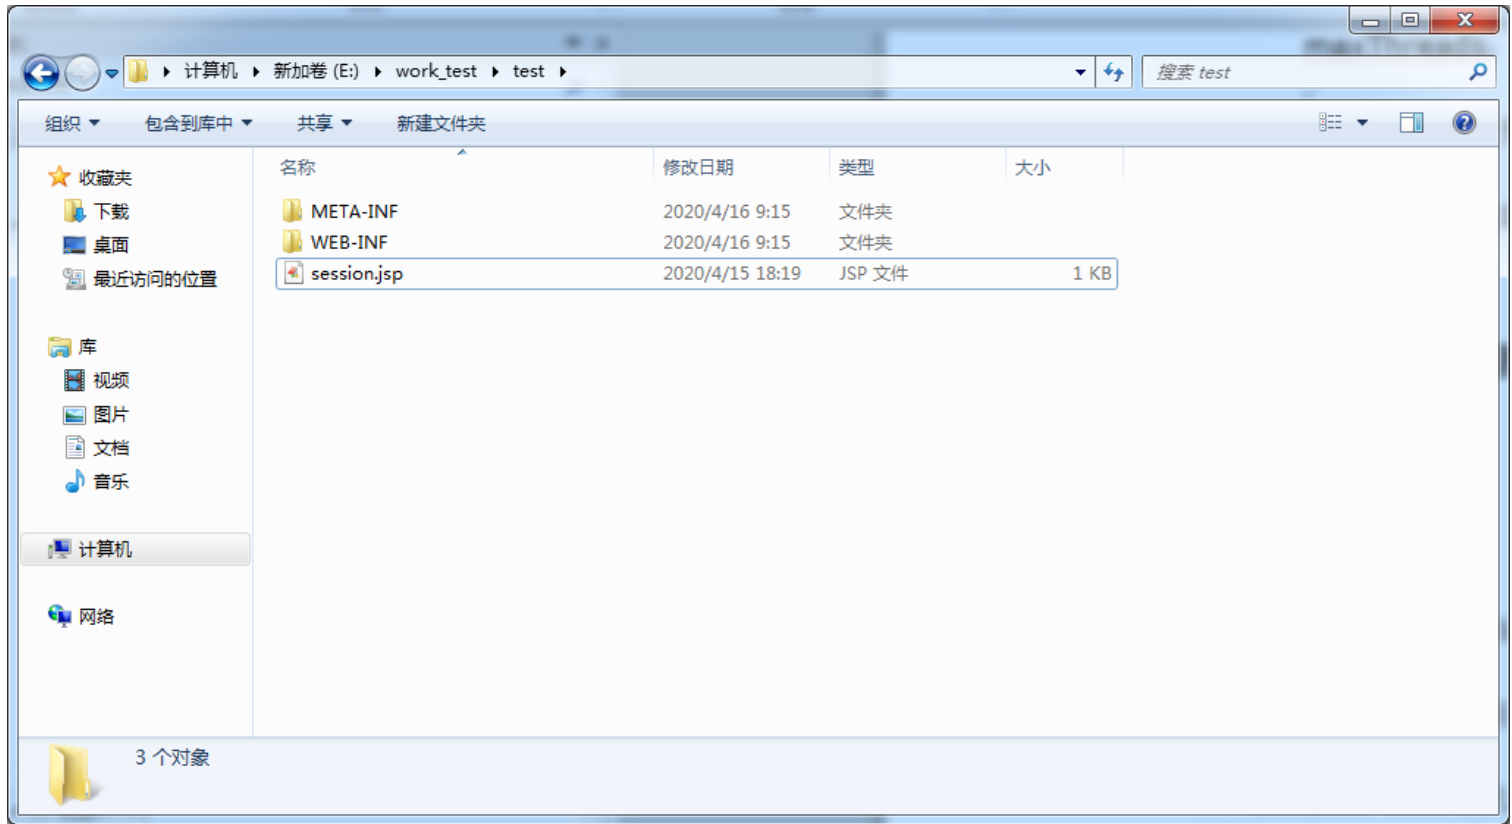 maxThreads
计算机 新加卷 (E:) work_test test 搜索 test
组织 包含到库中 共享 新建文件夹
名称 修改日期 类型 大小
收藏夹
下载
桌面
最近访问的位置
库
视频
图片
文档
音乐
计算机
网络
META-INF 2020/4/16 9:15 文件夹
WEB-INF 2020/4/16 9:15 文件夹
session.jsp 2020/4/15 18:19 JSP 文件 1 KB
3 个对象